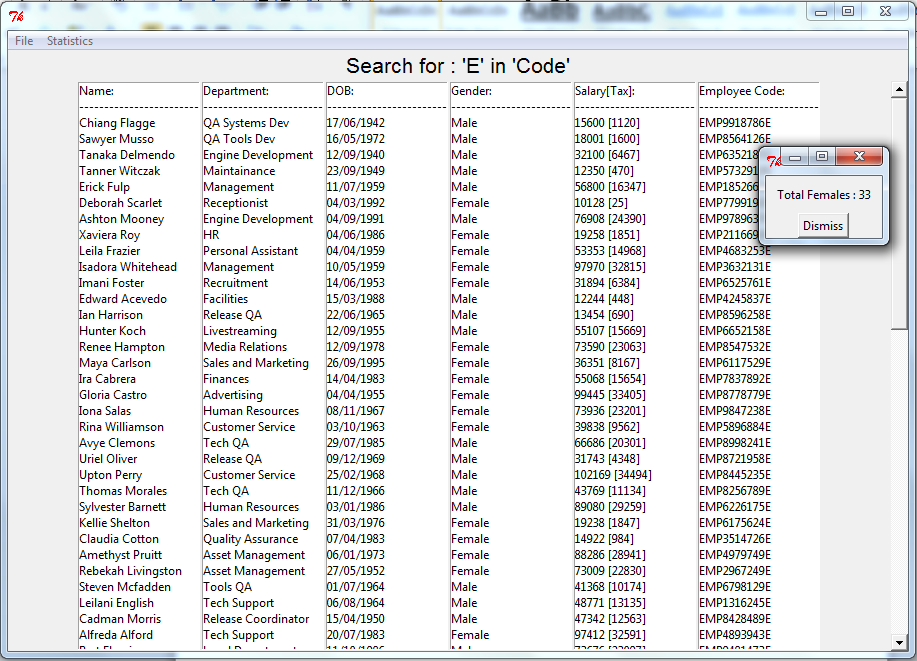 File Statistics
Search for : 'E' in 'Code'
Name: Department: DOB: Gender: Salary[Tax]: Employee Code:
Chiang Flagge QA Systems Dev 17/06/1942 Male 15600 [1120] EMP9918786E
Sawyer Musso QA Tools Dev 16/05/1972 Male 18001 [1600] EMP8564126E
Tanaka Delmendo Engine Development 12/09/1940 Male 32100 [6467] EMP635218
Tanner Witczak Maintainance 23/09/1949 Male 12350 [470] EMP573291
Erick Fulp Management 11/07/1959 Male 56800 [16347] EMP185266
Deborah Scarlet Receptionist 04/03/1992 Female 10128 [25] EMP779919
Ashton Mooney Engine Development 04/09/1991 Male 76908 [24390] EMP978963
Xaviera Roy HR 04/06/1986 Female 19258 [1851] EMP211669
Leila Frazier Personal Assistant 04/04/1959 Female 53353 [14968] EMP4683253E
Isadora Whitehead Management 10/05/1959 Female 97970 [32815] EMP3632131E
Imani Foster Recruitment 14/06/1953 Female 31894 [6384] EMP6525761E
Edward Acevedo Facilities 15/03/1988 Male 12244 [448] EMP4245837E
Ian Harrison Release QA 22/06/1965 Male 13454 [690] EMP8596258E
Hunter Koch Livestreaming 12/09/1955 Male 55107 [15669] EMP6652158E
Renee Hampton Media Relations 12/09/1978 Female 73590 [23063] EMP8547532E
Maya Carlson Sales and Marketing 26/09/1995 Female 36351 [8167] EMP6117529E
Ira Cabrera Finances 14/04/1983 Female 55068 [15654] EMP7837892E
Gloria Castro Advertising 04/04/1955 Female 99445 [33405] EMP8778779E
Iona Salas Human Resources 08/11/1967 Female 73936 [23201] EMP9847238E
Rina Williamson Customer Service 03/10/1963 Female 39838 [9562] EMP5896884E
Avye Clemons Tech QA 29/07/1985 Male 66686 [20301] EMP8998241E
Uriel Oliver Release QA 09/12/1969 Male 31743 [4348] EMP8721958E
Upton Perry Customer Service 25/02/1968 Male 102169 [34494] EMP8445235E
Thomas Morales Tech QA 11/12/1966 Male 43769 [11134] EMP8256789E
Sylvester Barnett Human Resources 03/01/1986 Male 89080 [29259] EMP6226175E
Kellie Shelton Sales and Marketing 31/03/1976 Female 19238 [1847] EMP6175624E
Claudia Cotton Quality Assurance 07/04/1983 Female 14922 [984] EMP3514726E
Amethyst Pruitt Asset Management 06/01/1973 Female 88286 [28941] EMP4979749E
Rebekah Livingston Asset Management 27/05/1952 Female 73009 [22830] EMP2967249E
Steven Mcfadden Tools QA 01/07/1964 Male 41368 [10174] EMP6798129E
Leilani English Tech Support 06/08/1964 Male 48771 [13135] EMP1316245E
Cadman Morris Release Coordinator 15/04/1950 Male 47342 [12563] EMP8428489E
Alfreda Alford Tech Support 20/07/1983 Female 97412 [32591] EMP4893943E
Total Females : 33
Dismiss